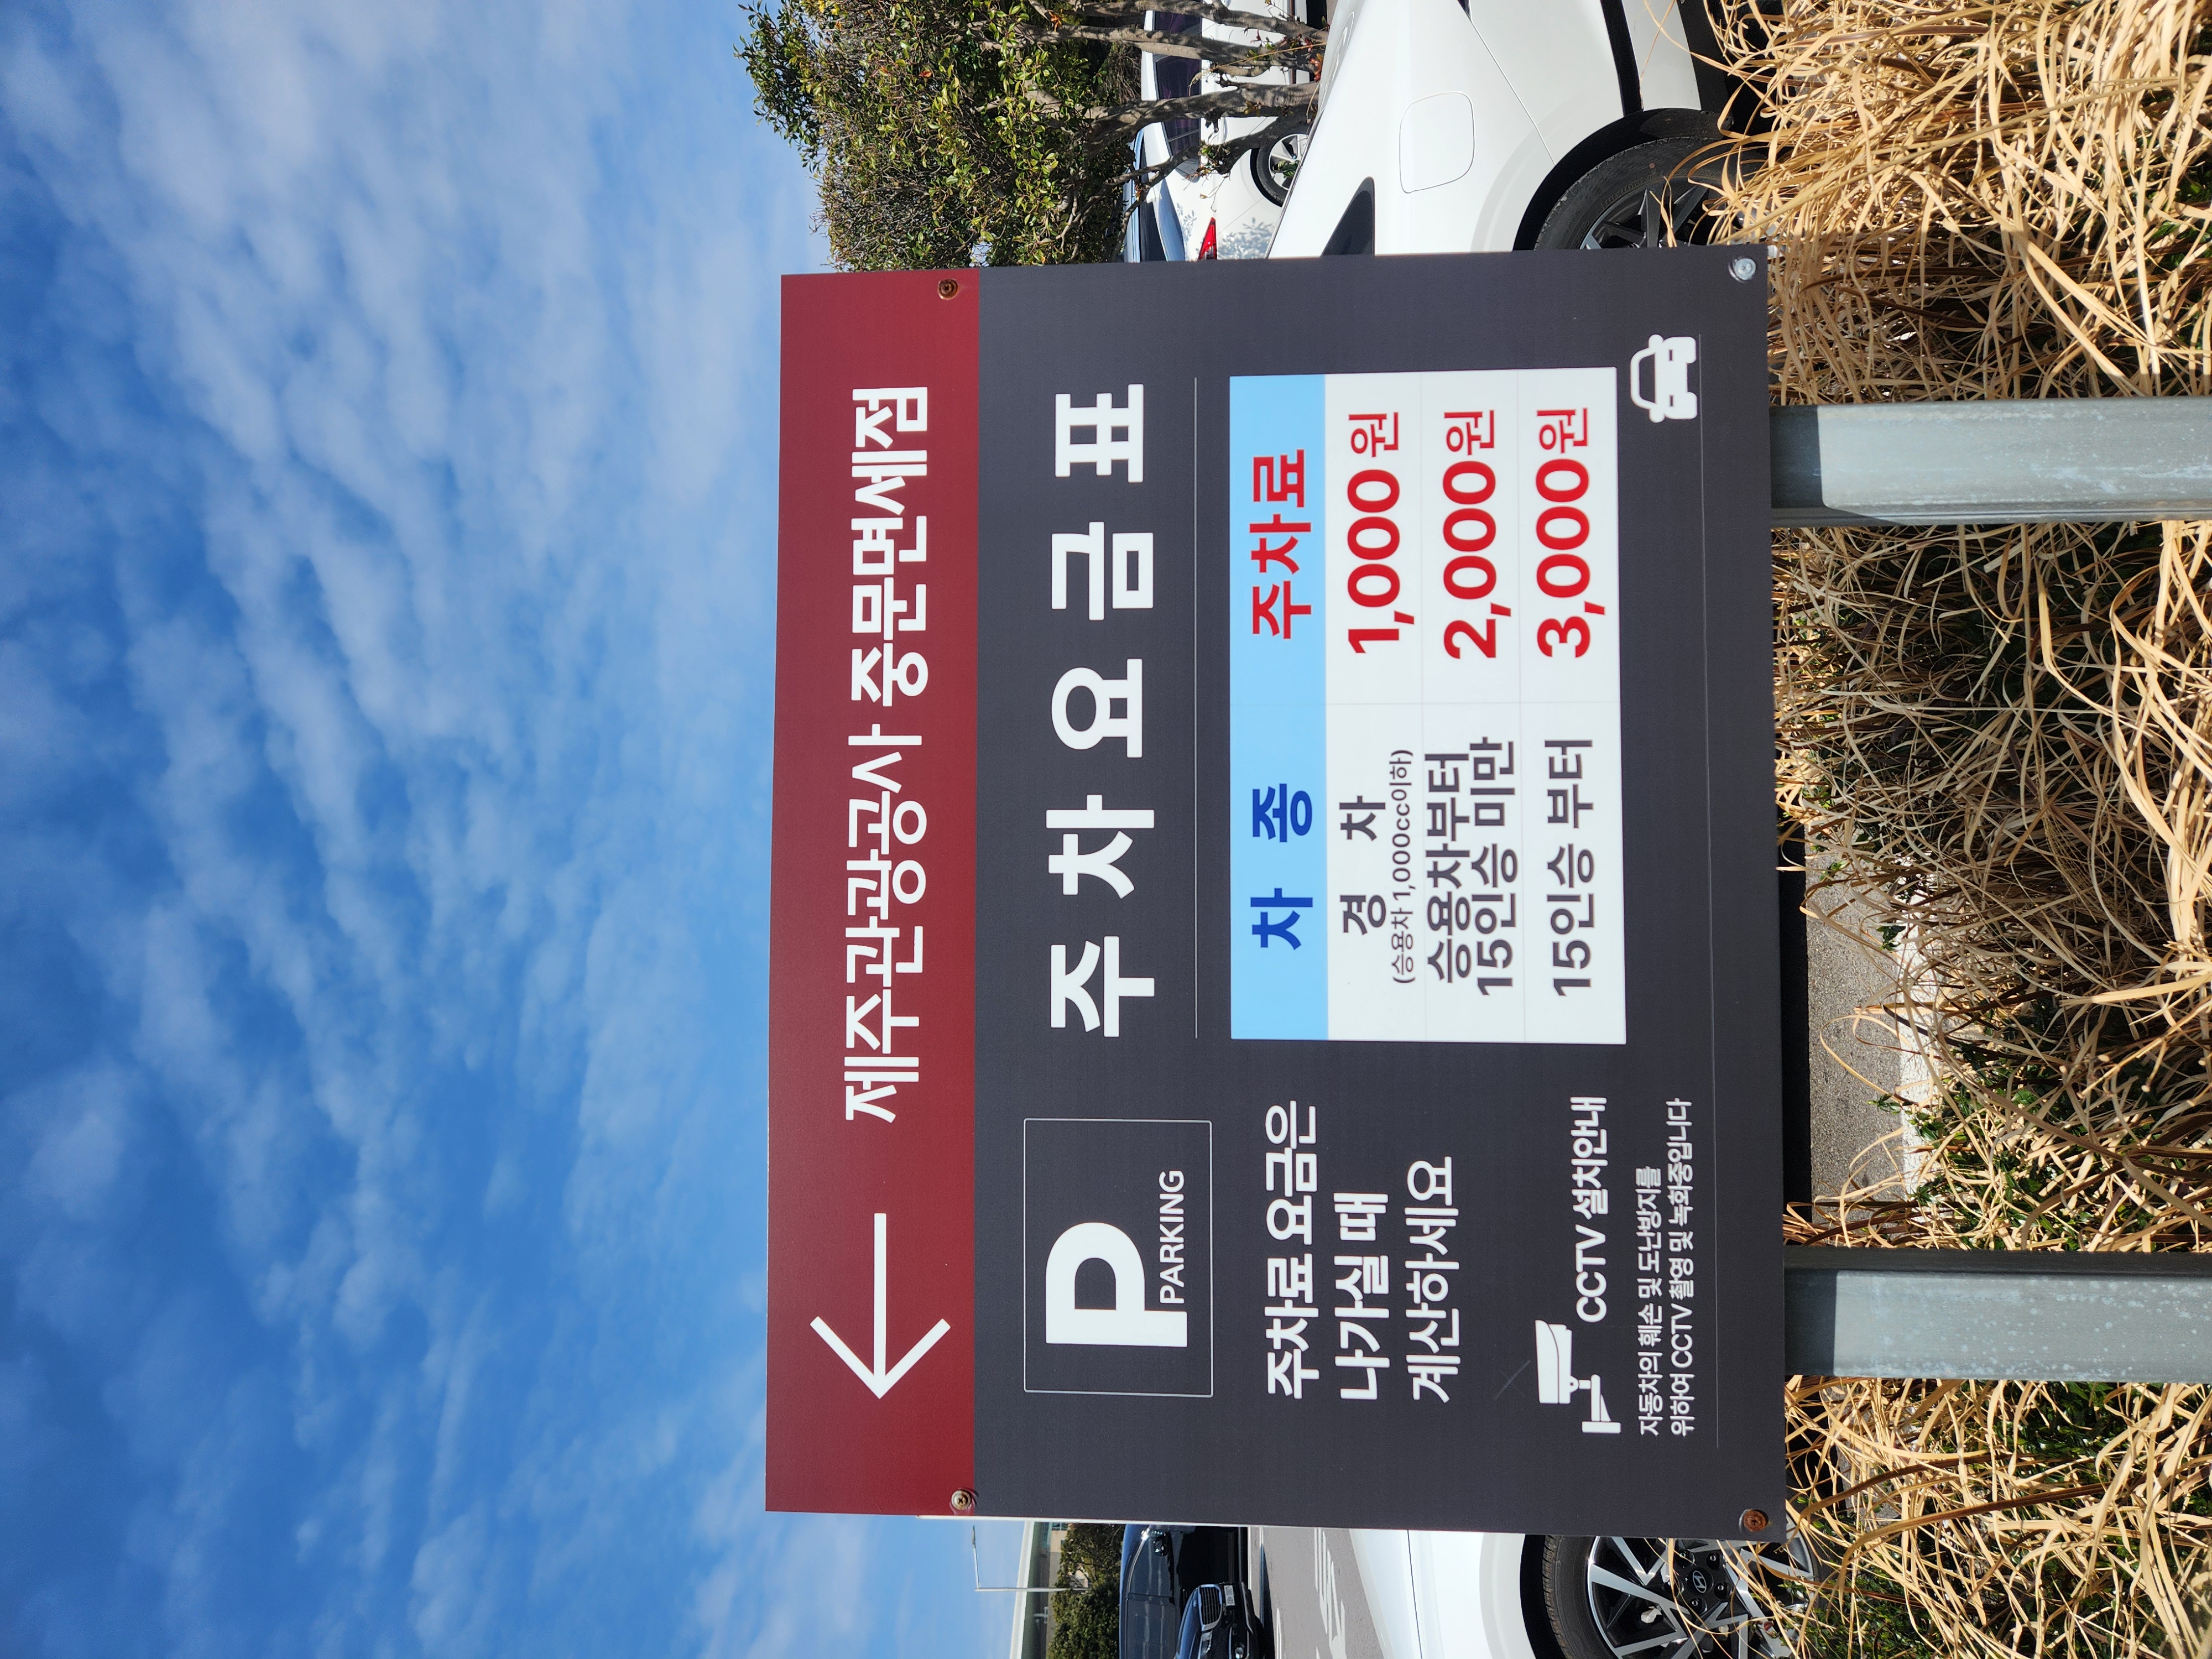 제주관광공사 중문면세점
P
PARKING
주차요금표
주차료 요금은
나가실 때
계산하세요
차 종 주차료
경 차 1,000원
(승용차 1,000cc이하)
승용차부터
15인승 미만 2,000원
15인승 부터 3,000원
CCTV 설치안내
자동차의 훼손 및 도난방지를
위하여 CCTV 촬영 및 녹화중입니다